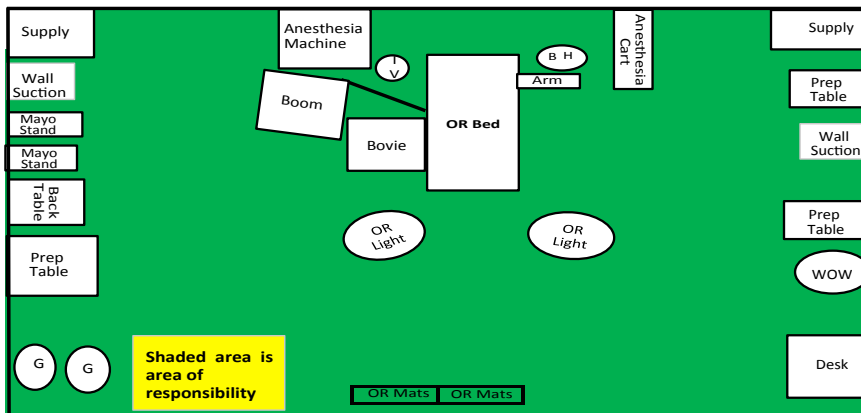 Supply
Wall
Suction
Mayo
Stand
Mayo
Stand
Back
Table
Prep
Table
G
G
Anesthesia
Machine
I
V
Boom
Bovie
OR Bed
B H
Arm
Anesthesia
Cart
OR
Light
OR
Light
Shaded area is
area of
responsibility
OR Mats
OR Mats
Supply
Prep
Table
Wall
Suction
Prep
Table
WOW
Desk